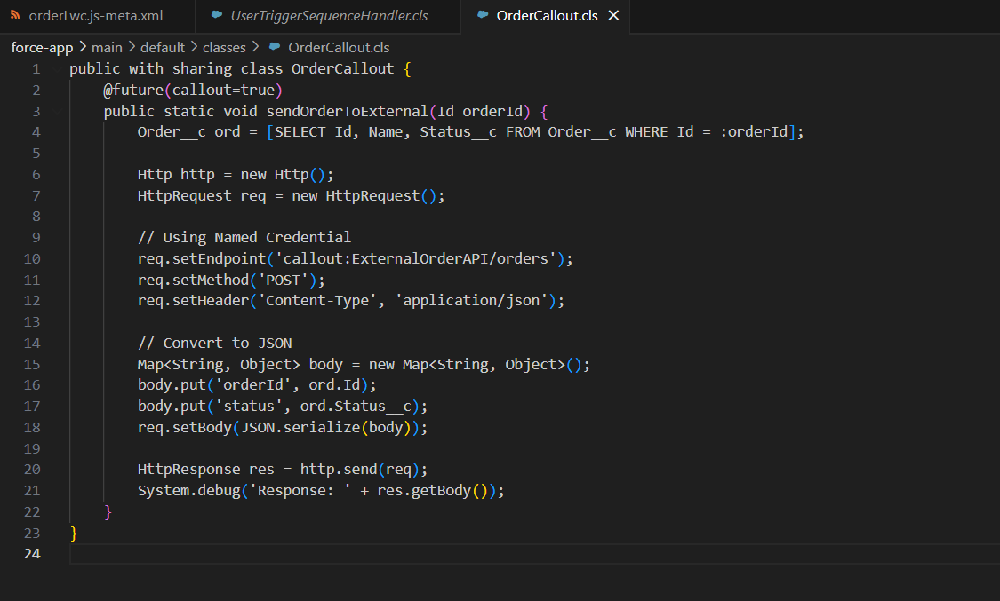 orderLwc.js-meta.xml UserTriggerSequenceHandler.cls OrderCallout.cls
force-app > main > default > classes > OrderCallout.cls
1 public with sharing class OrderCallout {
2     @future(callout=true)
3     public static void sendOrderToExternal(Id orderId) {
4         Order__c ord = [SELECT Id, Name, Status__c FROM Order__c WHERE Id = :orderId];
5
6         Http http = new Http();
7         HttpRequest req = new HttpRequest();
8
9         // Using Named Credential
10         req.setEndpoint('callout:ExternalOrderAPI/orders');
11         req.setMethod('POST');
12         req.setHeader('Content-Type', 'application/json');
13
14         // Convert to JSON
15         Map<String, Object> body = new Map<String, Object>();
16         body.put('orderId', ord.Id);
17         body.put('status', ord.Status__c);
18         req.setBody(JSON.serialize(body));
19
20         HttpResponse res = http.send(req);
21         System.debug('Response: ' + res.getBody());
22     }
23 }
24